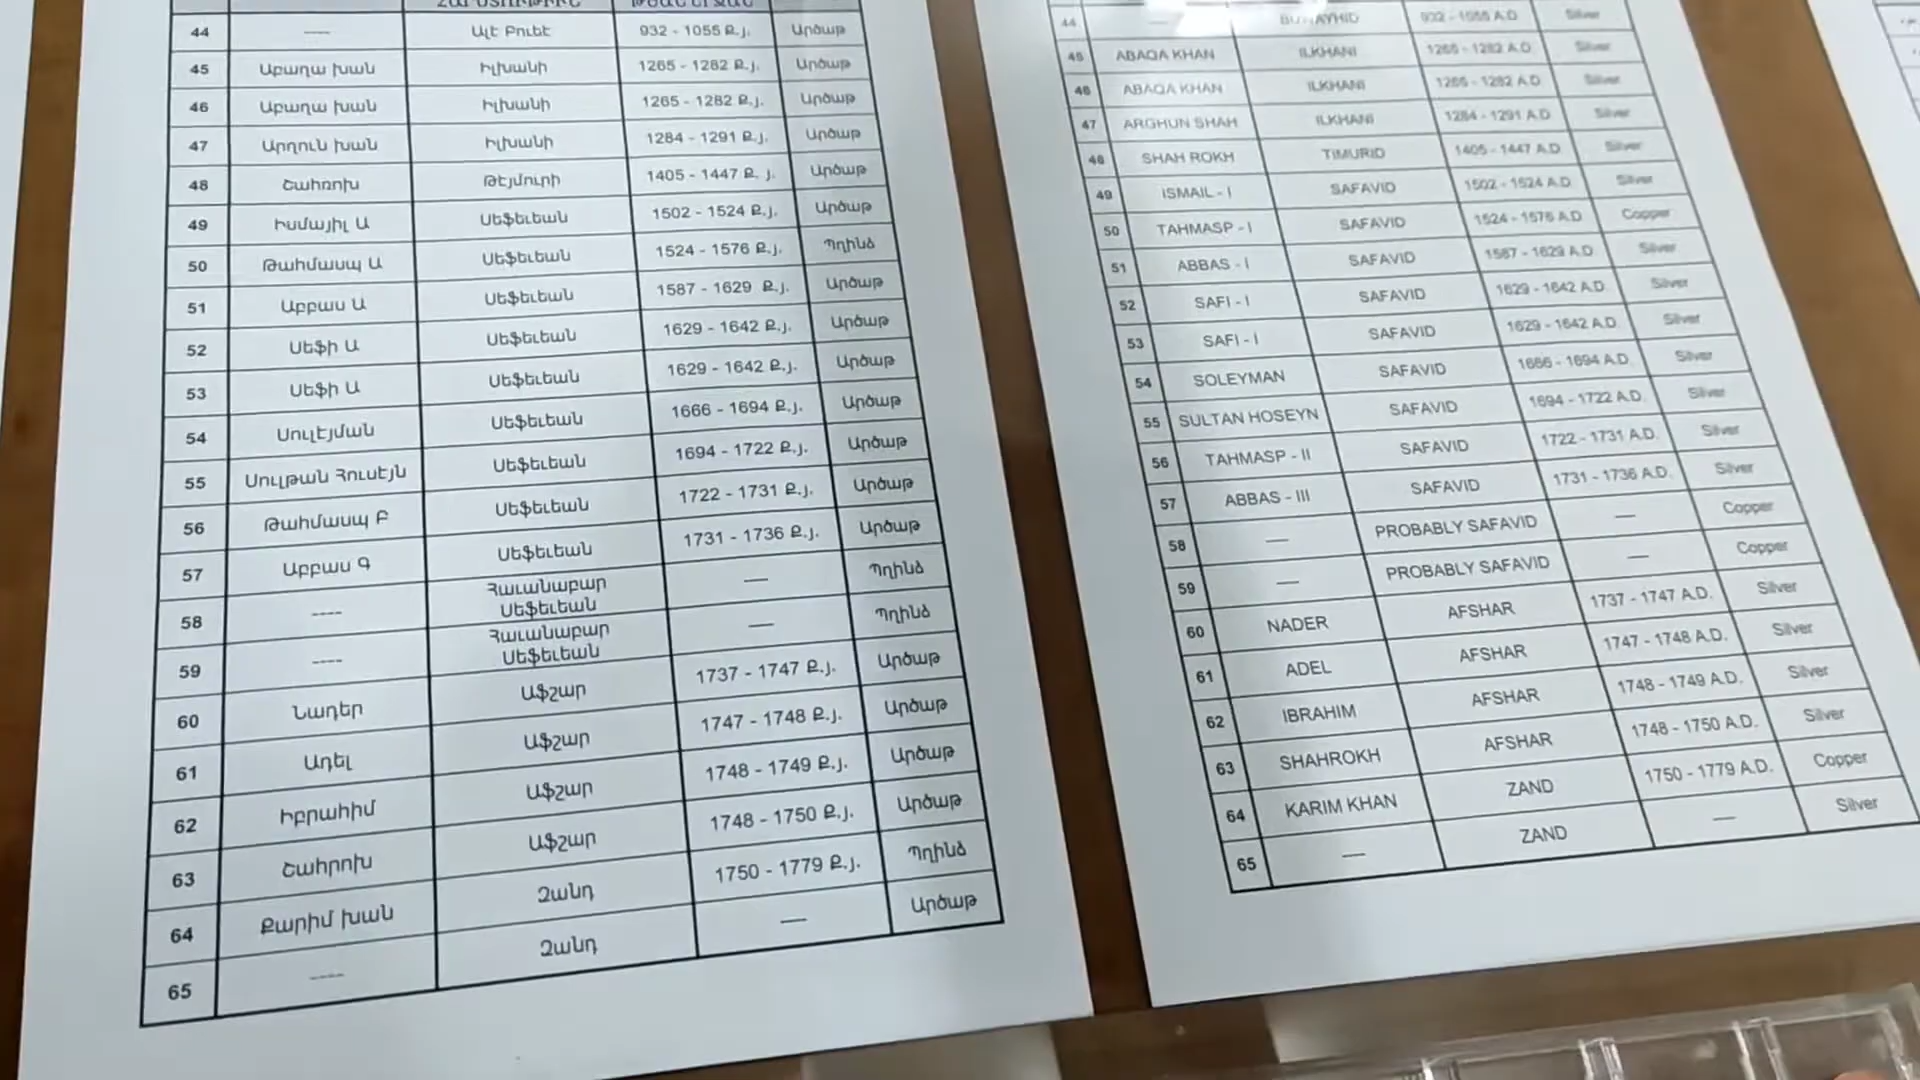 44 ---- Ալէ Բուեէ 932 - 1055 Ք.յ. Արծաթ
45 Աբաղա խան Իլխանի 1265 - 1282 Ք.յ. Արծաթ
46 Աբաղա խան Իլխանի 1265 - 1282 Ք.յ. Արծաթ
47 Արղուն խան Իլխանի 1284 - 1291 Ք.յ. Արծաթ
48 Շահռոխ Թէյմուրի 1405 - 1447 Ք. յ. Արծաթ
49 Իսմայիլ Ա Սեֆեւեան 1502 - 1524 Ք.յ. Արծաթ
50 Թահմասպ Ա Սեֆեւեան 1524 - 1576 Ք.յ. Պղինձ
51 Աբբաս Ա Սեֆեւեան 1587 - 1629 Ք.յ. Արծաթ
52 Սեֆի Ա Սեֆեւեան 1629 - 1642 Ք.յ. Արծաթ
53 Սեֆի Ա Սեֆեւեան 1629 - 1642 Ք.յ. Արծաթ
54 Սուլէյման Սեֆեւեան 1666 - 1694 Ք.յ. Արծաթ
55 Սուլթան Հուսէյն Սեֆեւեան 1694 - 1722 Ք.յ. Արծաթ
56 Թահմասպ Բ Սեֆեւեան 1722 - 1731 Ք.յ. Արծաթ
57 Աբբաս Գ Սեֆեւեան 1731 - 1736 Ք.յ. Արծաթ
58 ---- Հաւանաբար Սեֆեւեան — Պղինձ
59 ---- Հաւանաբար Սեֆեւեան — Պղինձ
60 Նադեր Աֆշար 1737 - 1747 Ք.յ. Արծաթ
61 Ադել Աֆշար 1747 - 1748 Ք.յ. Արծաթ
62 Իբրահիմ Աֆշար 1748 - 1749 Ք.յ. Արծաթ
63 Շահրոխ Աֆշար 1748 - 1750 Ք.յ. Արծաթ
64 Քարիմ խան Զանդ 1750 - 1779 Ք.յ. Պղինձ
65 ---- Զանդ — Արծաթ
44 — 932 - 1055 A.D Silver
45 ABAQA KHAN ILKHANI 1265 - 1282 A.D Silver
46 ABAQA KHAN ILKHANI 1265 - 1282 A.D. Silver
47 ARGHUN SHAH ILKHANI 1284 - 1291 A.D Silver
48 SHAH ROKH TIMURID 1405 - 1447 A.D. Silver
49 ISMAIL - I SAFAVID 1502 - 1524 A.D. Silver
50 TAHMASP - I SAFAVID 1524 - 1576 A.D Copper
51 ABBAS - I SAFAVID 1587 - 1629 A.D. Silver
52 SAFI - I SAFAVID 1629 - 1642 A.D. Silver
53 SAFI - I SAFAVID 1629 - 1642 A.D. Silver
54 SOLEYMAN SAFAVID 1666 - 1694 A.D. Silver
55 SULTAN HOSEYN SAFAVID 1694 - 1722 A.D. Silver
56 TAHMASP - II SAFAVID 1722 - 1731 A.D. Silver
57 ABBAS - III SAFAVID 1731 - 1736 A.D. Silver
58 — PROBABLY SAFAVID — Copper
59 — PROBABLY SAFAVID — Copper
60 NADER AFSHAR 1737 - 1747 A.D. Silver
61 ADEL AFSHAR 1747 - 1748 A.D. Silver
62 IBRAHIM AFSHAR 1748 - 1749 A.D. Silver
63 SHAHROKH AFSHAR 1748 - 1750 A.D. Silver
64 KARIM KHAN ZAND 1750 - 1779 A.D. Copper
65 — ZAND — Silver